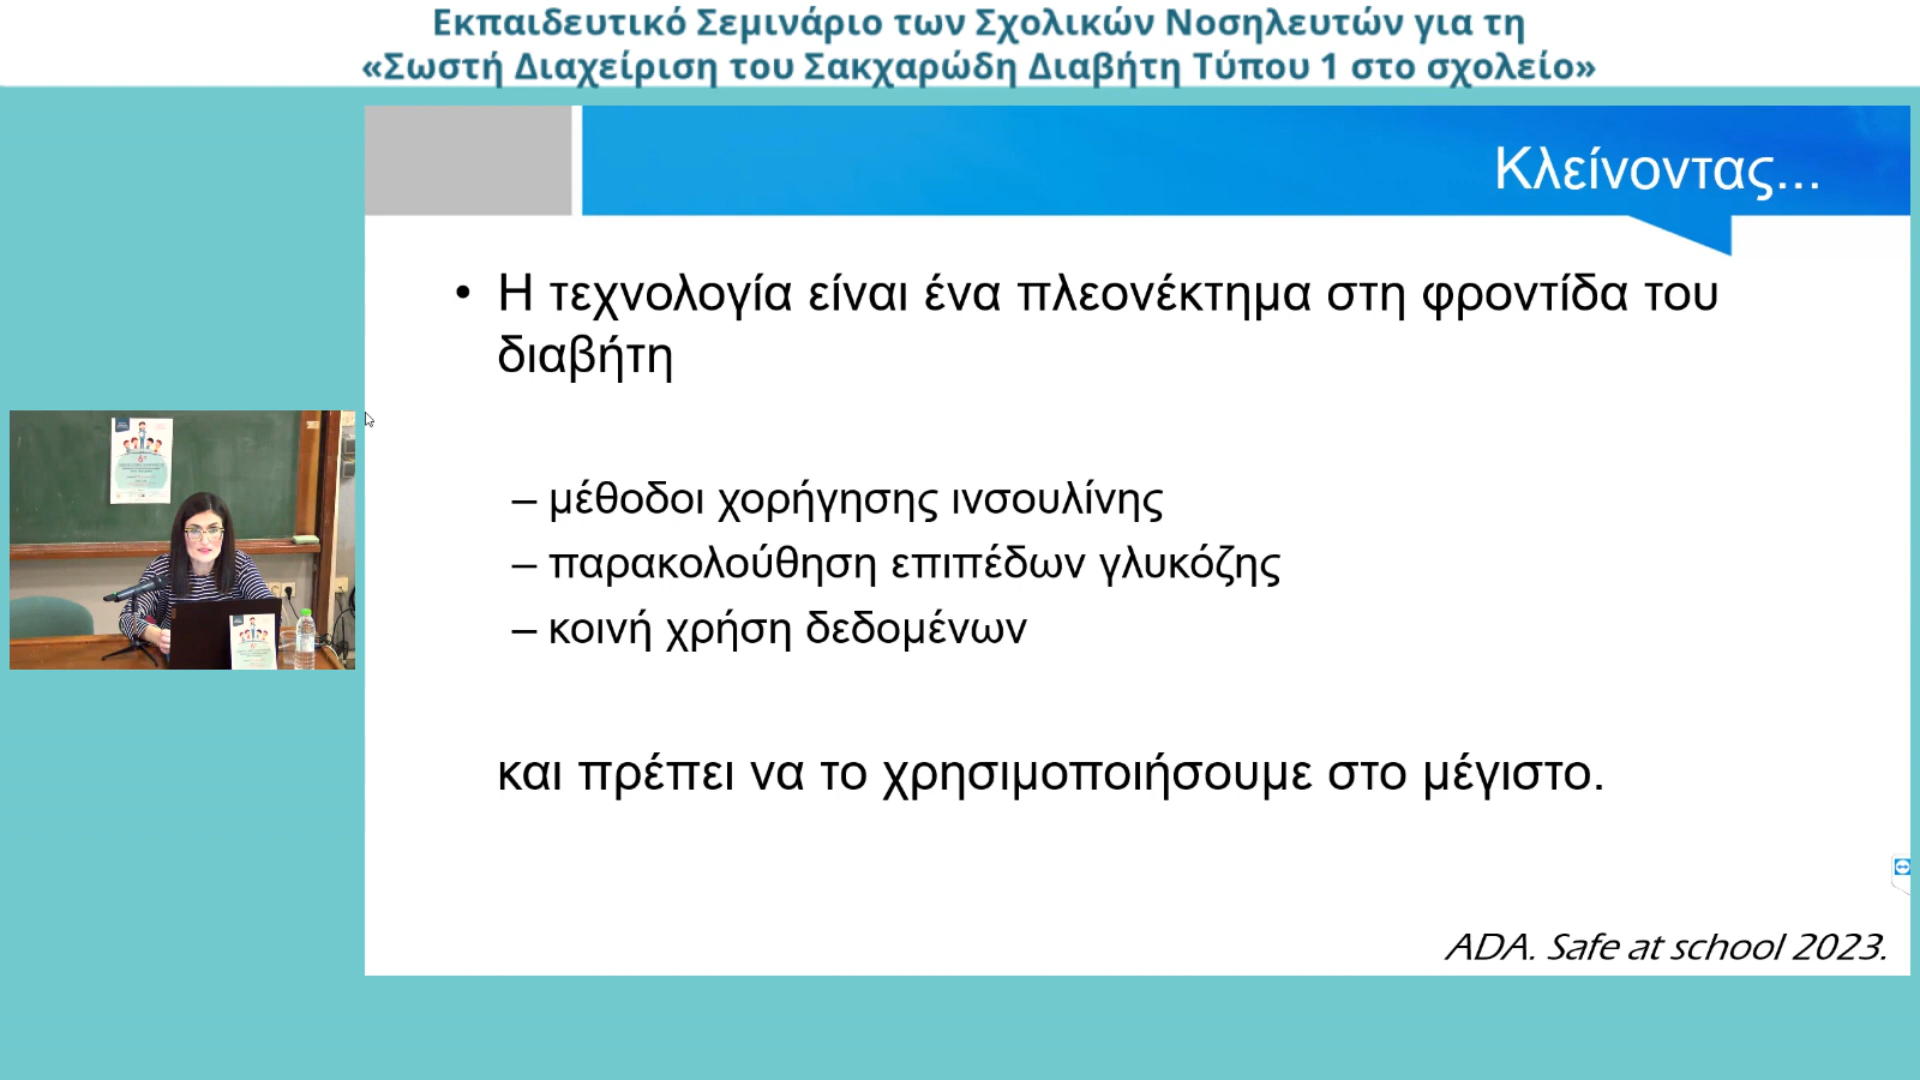 Εκπαιδευτικό Σεμινάριο των Σχολικών Νοσηλευτών για τη
«Σωστή Διαχείριση του Σακχαρώδη Διαβήτη Τύπου 1 στο σχολείο»
Κλείνοντας...
• Η τεχνολογία είναι ένα πλεονέκτημα στη φροντίδα του
διαβήτη
– μέθοδοι χορήγησης ινσουλίνης
– παρακολούθηση επιπέδων γλυκόζης
– κοινή χρήση δεδομένων
και πρέπει να το χρησιμοποιήσουμε στο μέγιστο.
ADA. Safe at school 2023.